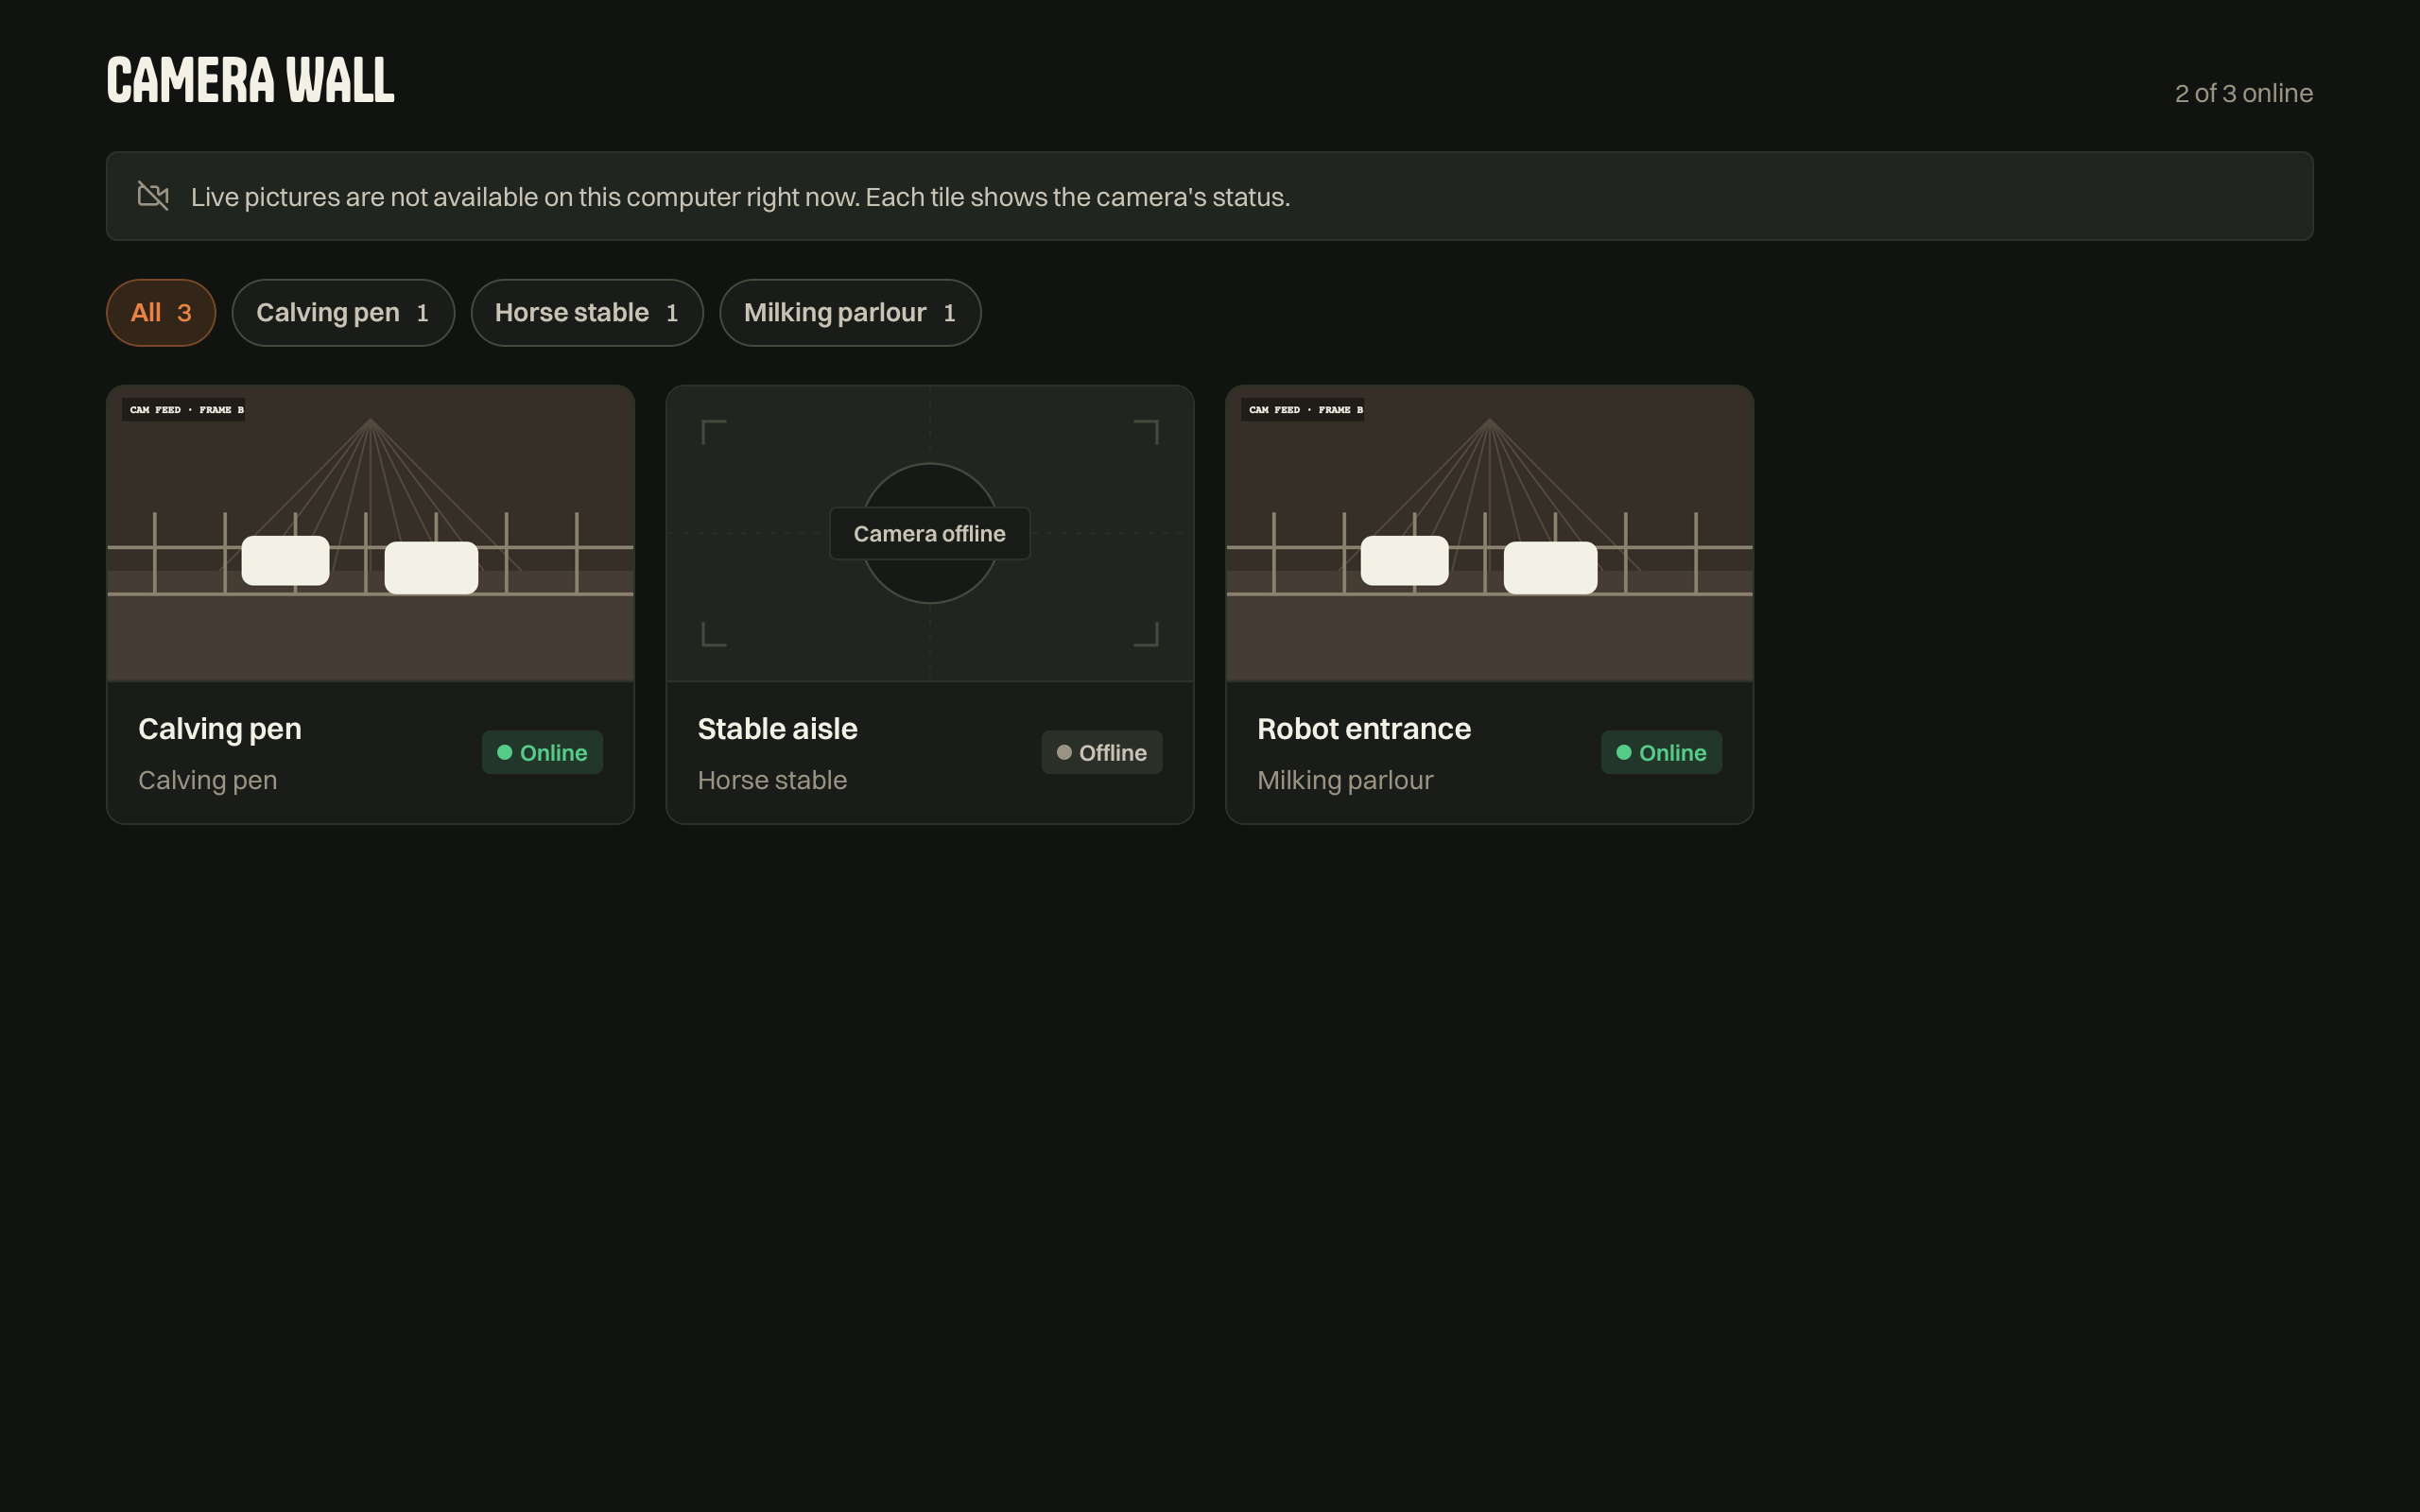 CAMERA WALL
2 of 3 online
Live pictures are not available on this computer right now. Each tile shows the camera's status.
All 3
Calving pen 1
Horse stable 1
Milking parlour 1
CAM FEED · FRAME B
Camera offline
CAM FEED · FRAME B
Calving pen
Calving pen
Online
Stable aisle
Horse stable
Offline
Robot entrance
Milking parlour
Online